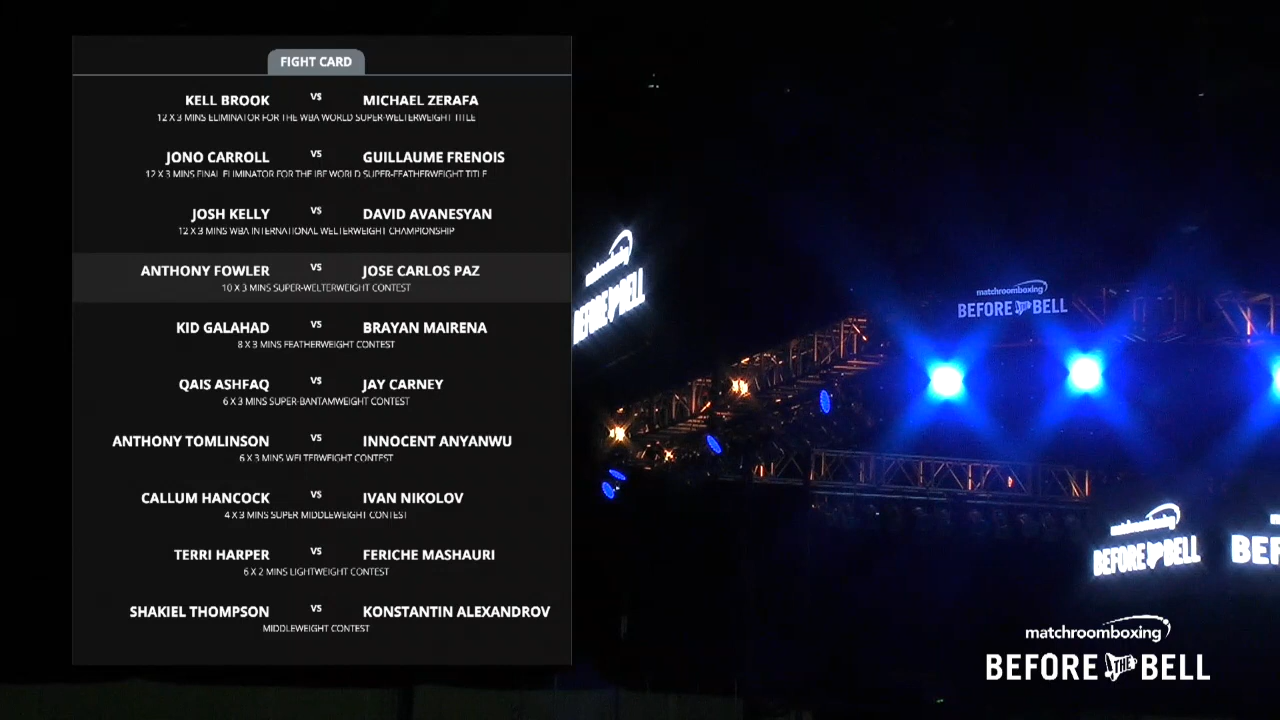 FIGHT CARD
KELL BROOK VS MICHAEL ZERAFA
12 X 3 MINS ELIMINATOR FOR THE WBA WORLD SUPER-WELTERWEIGHT TITLE
JONO CARROLL VS GUILLAUME FRENOIS
12 X 3 MINS FINAL ELIMINATOR FOR THE IBF WORLD SUPER-FEATHERWEIGHT TITLE
JOSH KELLY VS DAVID AVANESYAN
12 X 3 MINS WBA INTERNATIONAL WELTERWEIGHT CHAMPIONSHIP
ANTHONY FOWLER VS JOSE CARLOS PAZ
10 X 3 MINS SUPER-WELTERWEIGHT CONTEST
KID GALAHAD VS BRAYAN MAIRENA
8 X 3 MINS FEATHERWEIGHT CONTEST
QAIS ASHFAQ VS JAY CARNEY
6 X 3 MINS SUPER-BANTAMWEIGHT CONTEST
ANTHONY TOMLINSON VS INNOCENT ANYANWU
6 X 3 MINS WELTERWEIGHT CONTEST
CALLUM HANCOCK VS IVAN NIKOLOV
4 X 3 MINS SUPER MIDDLEWEIGHT CONTEST
TERRI HARPER VS FERICHE MASHAURI
6 X 2 MINS LIGHTWEIGHT CONTEST
SHAKIEL THOMPSON VS KONSTANTIN ALEXANDROV
MIDDLEWEIGHT CONTEST
matchroomboxing
BEFORE THE BELL
matchroomboxing
BEFORE THE BELL
matchroomboxing
BEFORE THE BELL
BEF
matchroomboxing
BEFORE THE BELL